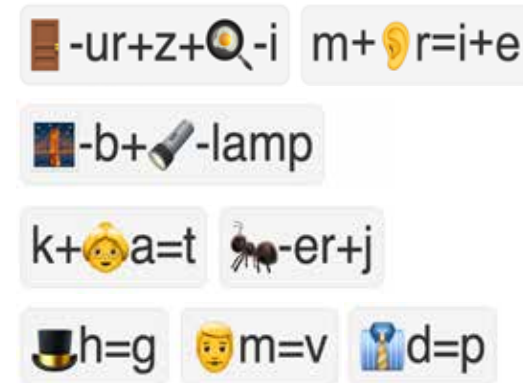 🚪-ur+z+🍳-i m+👂r=i+e
🌉-b+🔦-lamp
k+👵a=t 🐜-er+j
🎩h=g 👨m=v 👔d=p